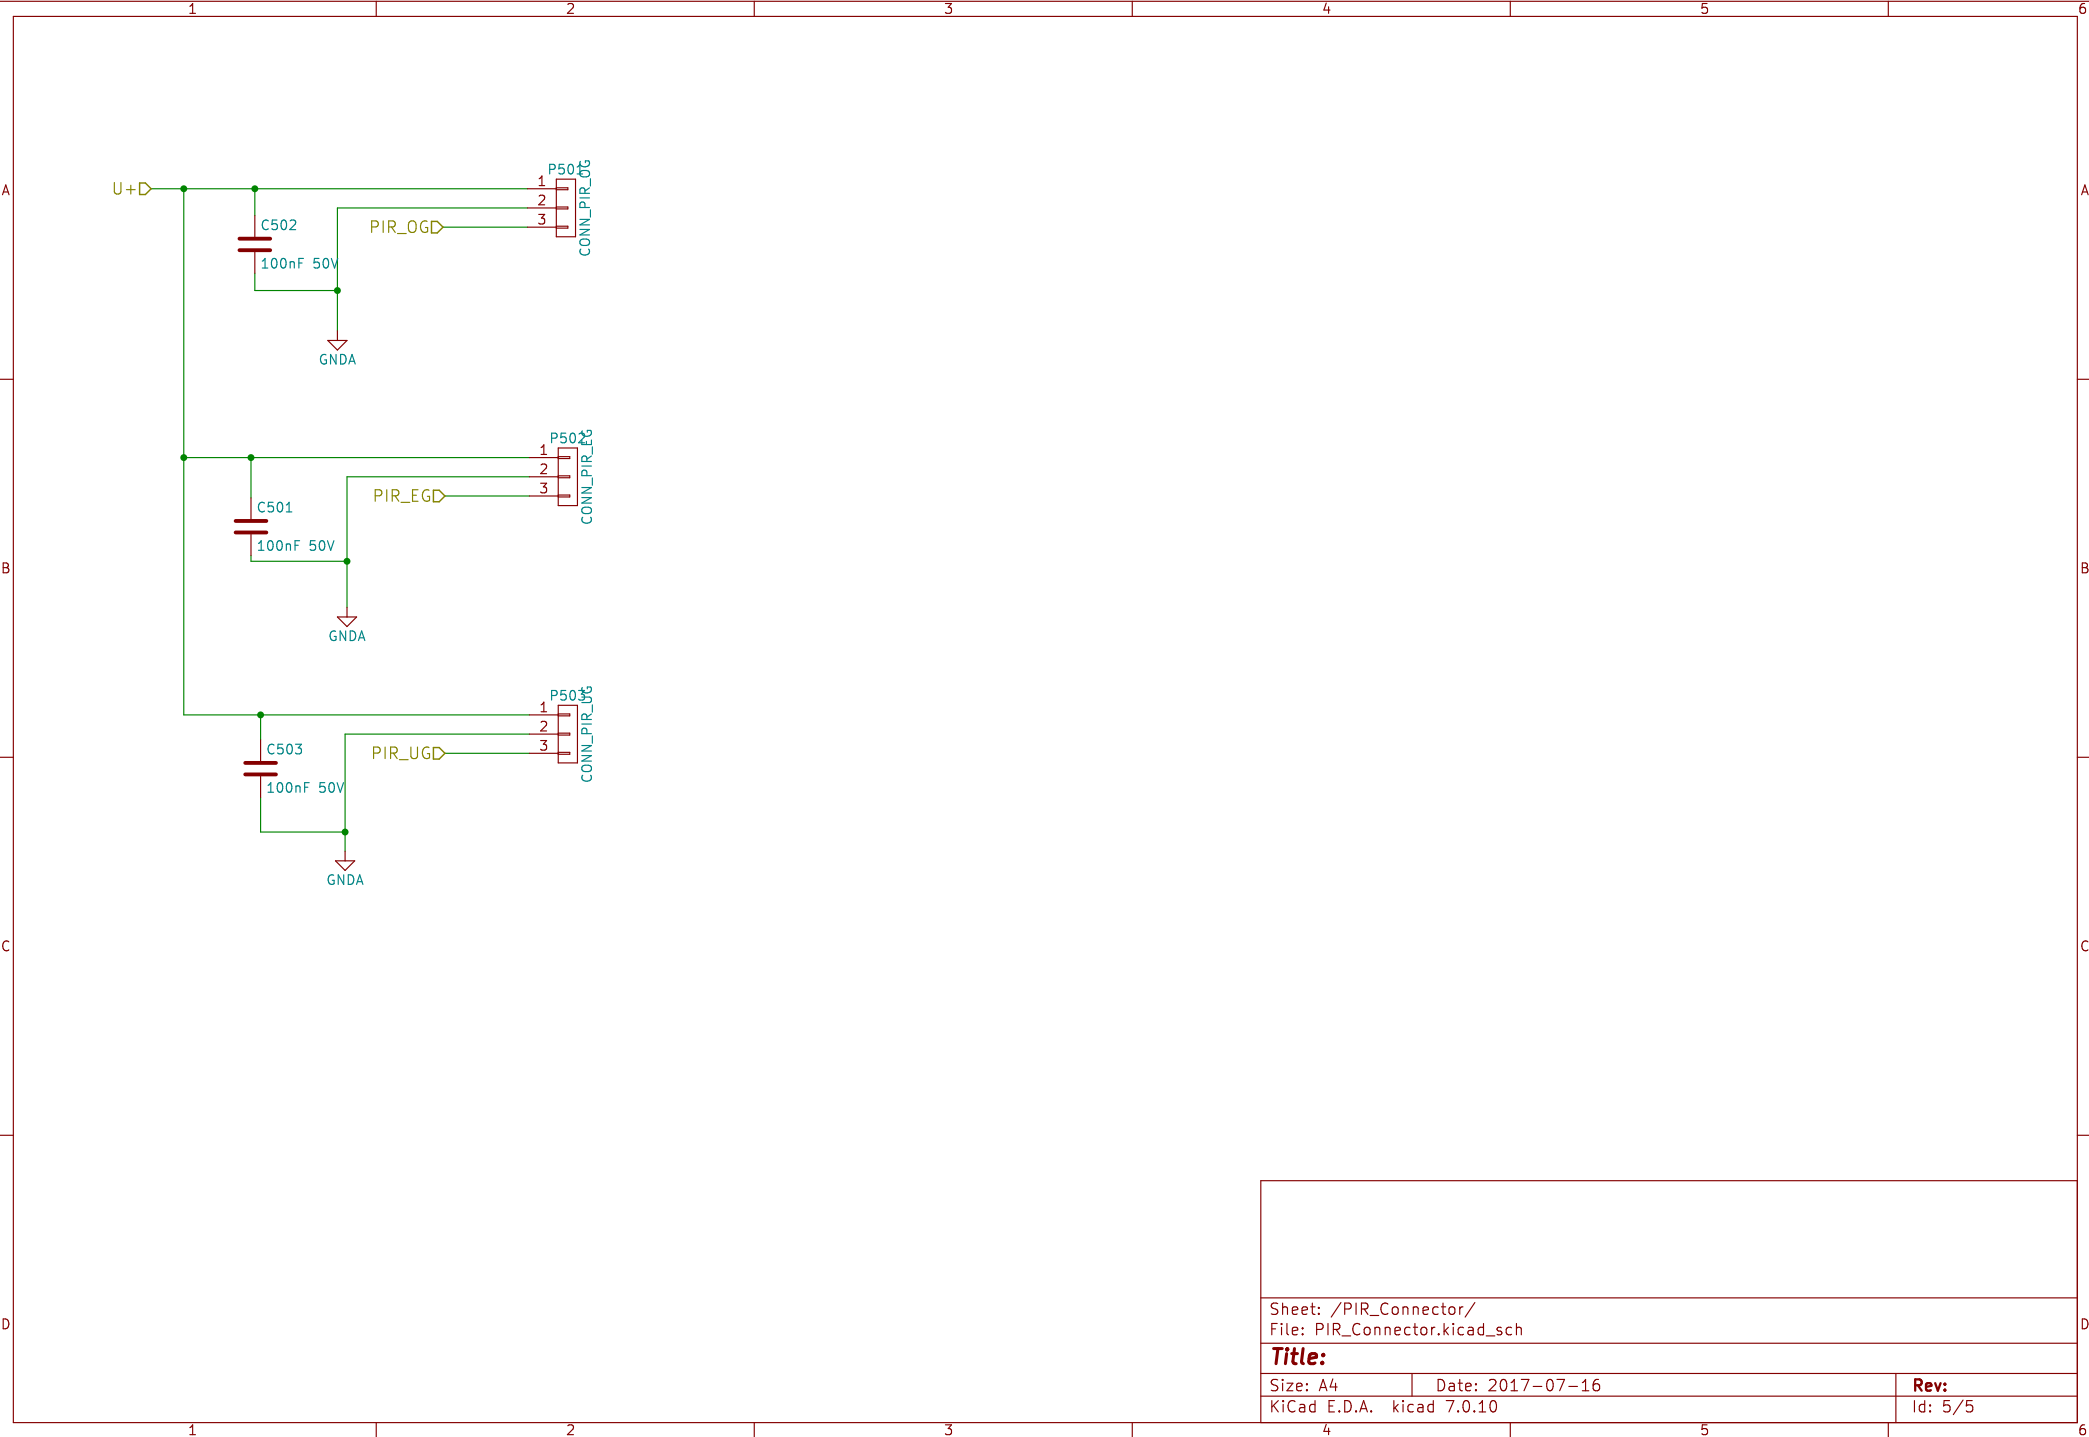 1 2 3 4 5 6
A A
B B
C C
D D
U+
P501
CONN_PIR_OG
1
2
3
PIR_OG
C502
100nF 50V
GNDA
P502
CONN_PIR_EG
1
2
3
PIR_EG
C501
100nF 50V
GNDA
P503
CONN_PIR_UG
1
2
3
PIR_UG
C503
100nF 50V
GNDA
Sheet: /PIR_Connector/
File: PIR_Connector.kicad_sch
Title:
Size: A4 Date: 2017-07-16 Rev:
KiCad E.D.A. kicad 7.0.10 Id: 5/5
1 2 3 4 5 6